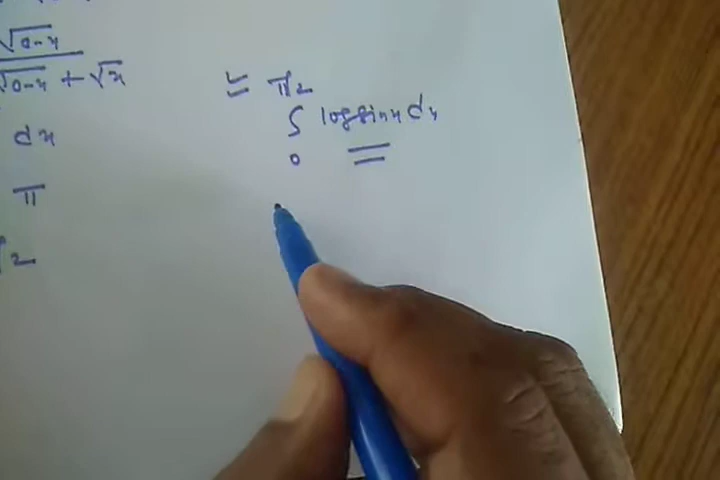 √a-x
√a-x + √x
dx
π
2
π/2
∫ log sin x dx
0